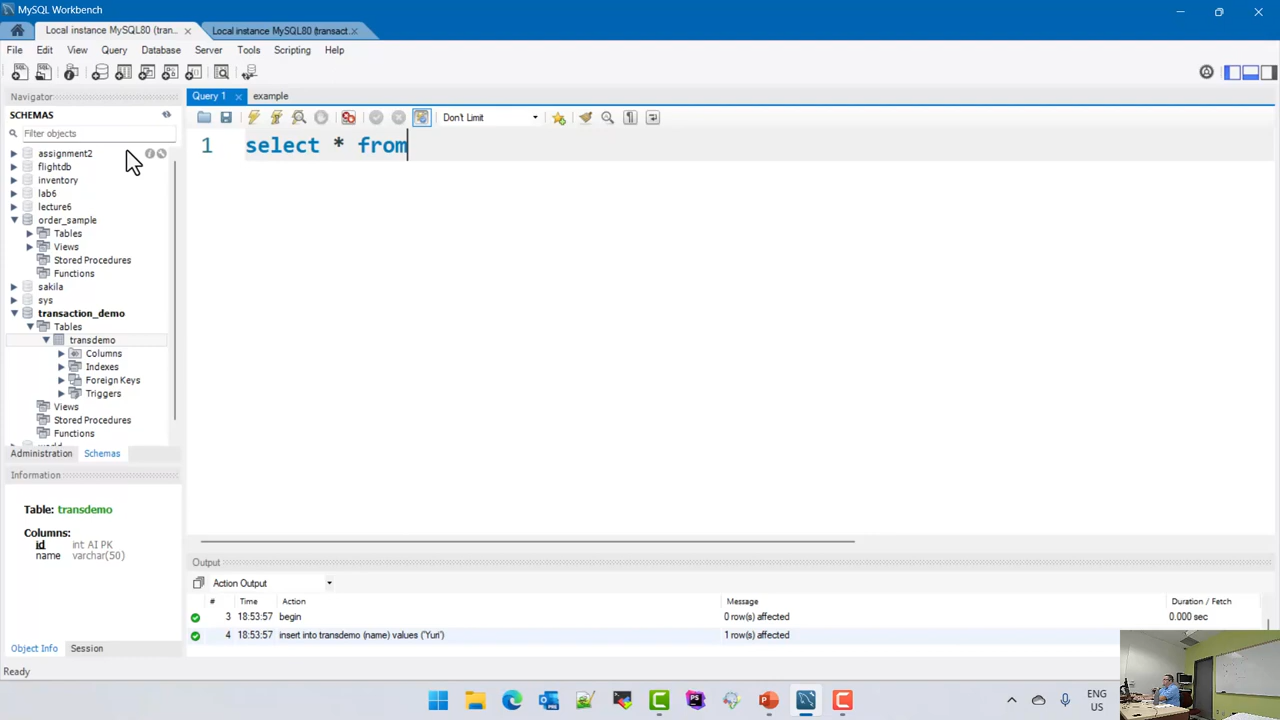 MySQL Workbench
Local instance MySQL80 (tran...
Local instance MySQL80 (transact...
File Edit View Query Database Server Tools Scripting Help
Navigator
SCHEMAS
Filter objects
assignment2
flightdb
inventory
lab6
lecture6
order_sample
Tables
Views
Stored Procedures
Functions
sakila
sys
transaction_demo
Tables
transdemo
Columns
Indexes
Foreign Keys
Triggers
Views
Stored Procedures
Functions
Administration Schemas
Information
Table: transdemo
Columns:
id int AI PK
name varchar(50)
Object Info Session
Ready
Query 1 example
Don't Limit
1 select * from
Output
Action Output
# Time Action Message Duration / Fetch
3 18:53:57 begin 0 row(s) affected 0.000 sec
4 18:53:57 insert into transdemo (name) values ('Yuri') 1 row(s) affected
ENG
US